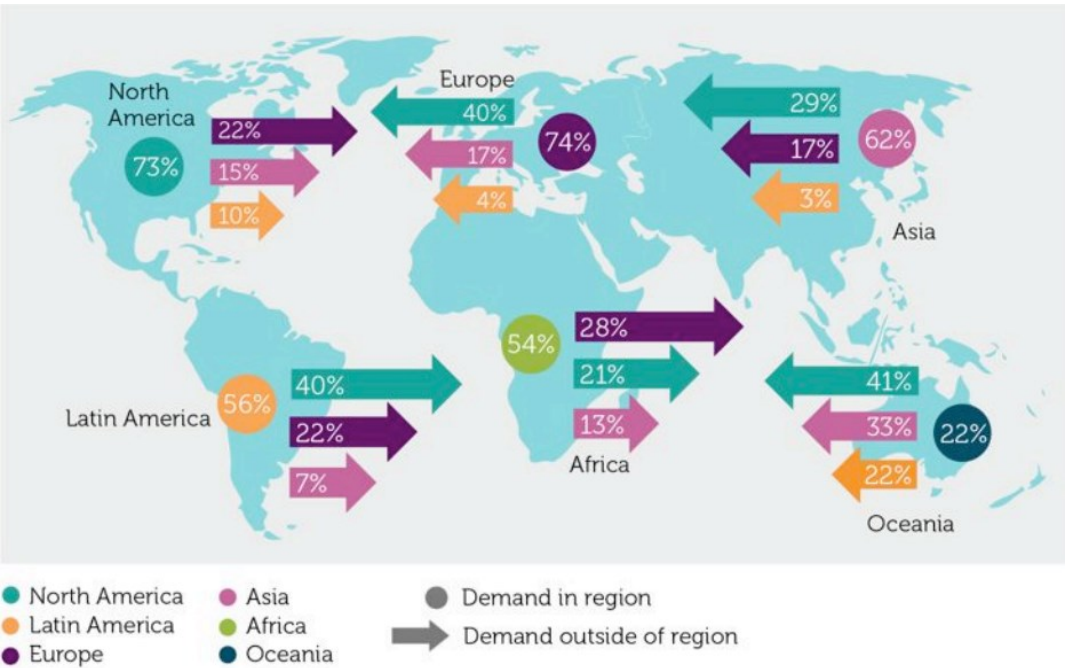 North
America
73%
22%
15%
10%
Europe
40%
17%
4%
74%
29%
17%
3%
62%
Asia
Latin America
56%
40%
22%
7%
54%
28%
21%
13%
Africa
41%
33%
22%
22%
Oceania
North America
Latin America
Europe
Asia
Africa
Oceania
Demand in region
Demand outside of region